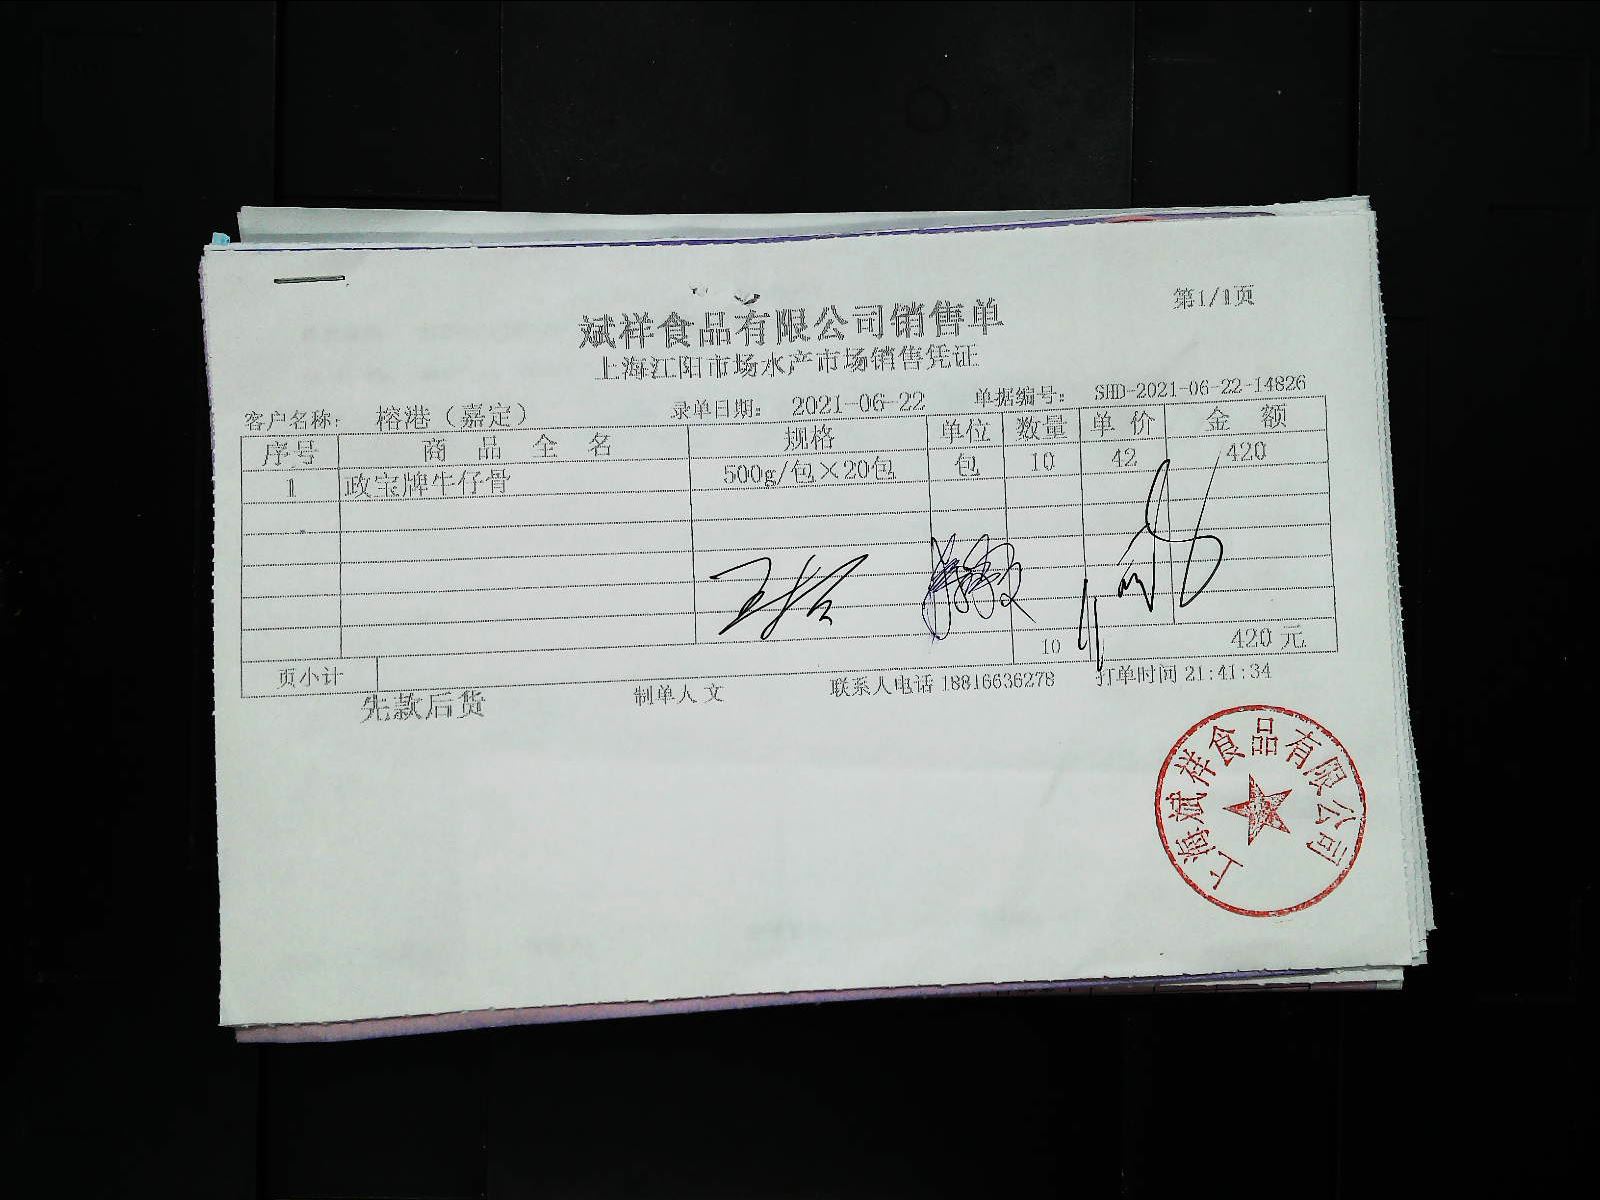 第1/1页
斌祥食品有限公司销售单
上海江阳市场水产市场销售凭证
客户名称: 榕港（嘉定） 录单日期: 2021-06-22 单据编号: SHD-2021-06-22-14826
序号 商品全名 规格 单位 数量 单价 金额
1 政宝牌牛仔骨 500g/包×20包 包 10 42 420
页小计 10 420元
先款后货 制单人 文 联系人电话 18816636278 打单时间 21:41:34
上海斌祥食品有限公司